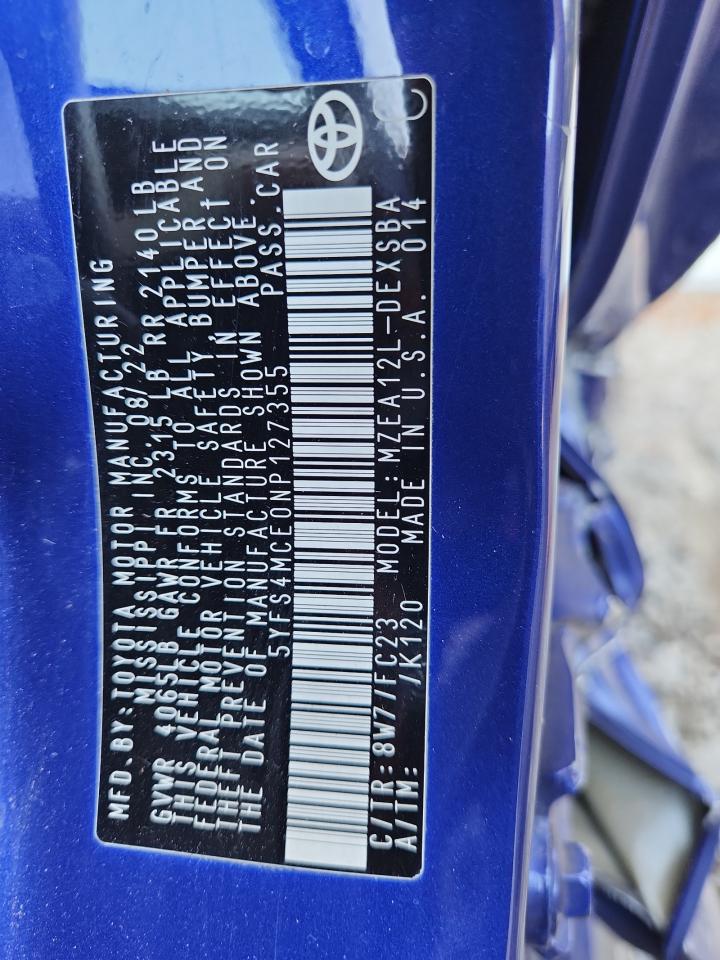 MFD. BY: TOYOTA MOTOR MANUFACTURING
MISSISSIPPI, INC. 08/22
GVWR 4065LB GAWR FR 2315 LB RR 2140LB
THIS VEHICLE CONFORMS TO ALL APPLICABLE
FEDERAL MOTOR VEHICLE SAFETY BUMPER AND
THEFT PREVENTION STANDARDS IN EFFECT ON
THE DATE OF MANUFACTURE SHOWN ABOVE.
5YFS4MCE0NP127355 PASS. CAR
C/TR: 8W7/FC23 MODEL: MZEA12L-DEXSBA
A/TM: /K120 MADE IN U.S.A. 014 C